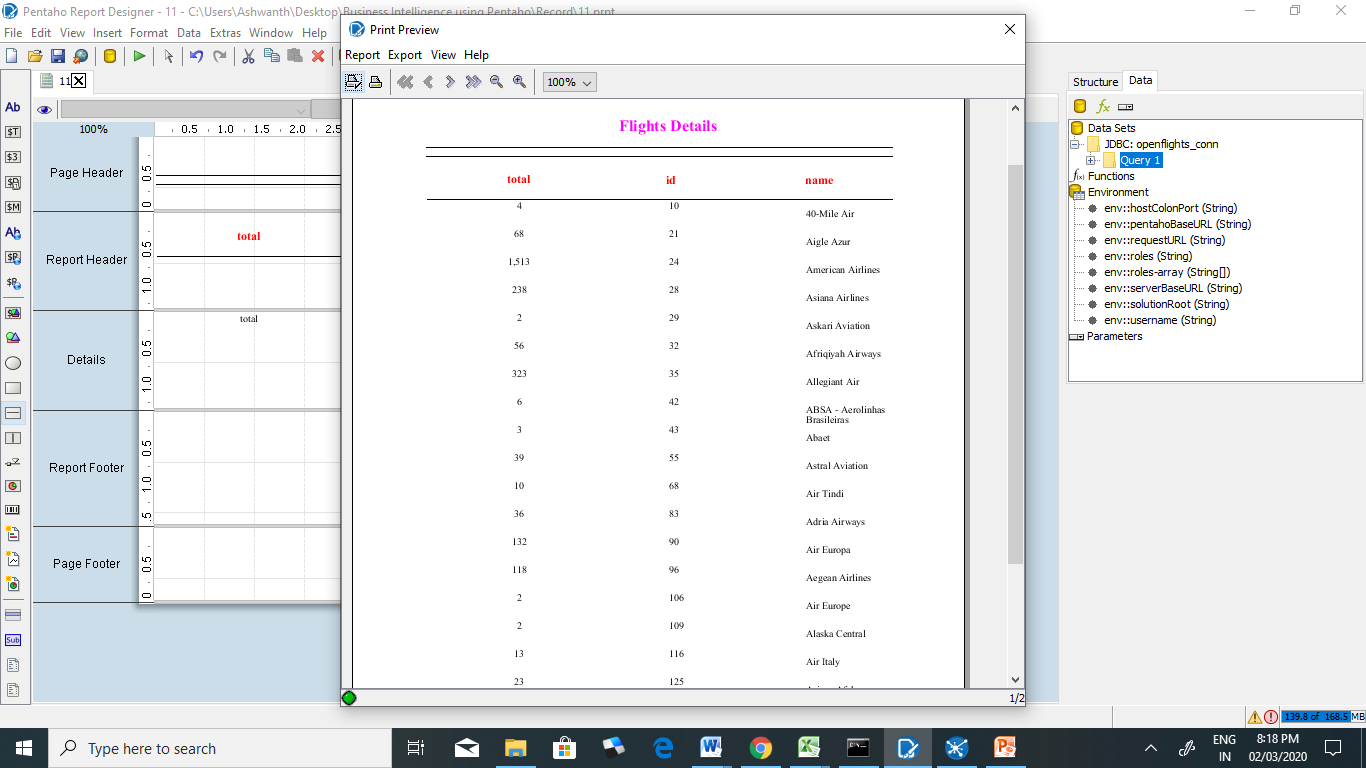 Pentaho Report Designer - 11 - C:\Users\Ashwanth\Desktop\Business Intelligence using Pentaho\Record\11.prpt
File Edit View Insert Format Data Extras Window Help
11
Print Preview
Report Export View Help
100%
Structure Data
Data Sets
JDBC: openflights_conn
Query 1
Functions
Environment
env::hostColonPort (String)
env::pentahoBaseURL (String)
env::requestURL (String)
env::roles (String)
env::roles-array (String[])
env::serverBaseURL (String)
env::solutionRoot (String)
env::username (String)
Parameters
100%
0.5 1.0 1.5 2.0 2.5
Page Header
Report Header
total
Details
total
Report Footer
Page Footer
Flights Details
total id name
4 10 40-Mile Air
68 21 Aigle Azur
1,513 24 American Airlines
238 28 Asiana Airlines
2 29 Askari Aviation
56 32 Afriqiyah Airways
323 35 Allegiant Air
6 42 ABSA - Aerolinhas
Brasileiras
3 43 Abaet
39 55 Astral Aviation
10 68 Air Tindi
36 83 Adria Airways
132 90 Air Europa
118 96 Aegean Airlines
2 106 Air Europe
2 109 Alaska Central
13 116 Air Italy
23 125
1/2
139.8 of 168.5 MB
Type here to search
ENG
IN
8:18 PM
02/03/2020